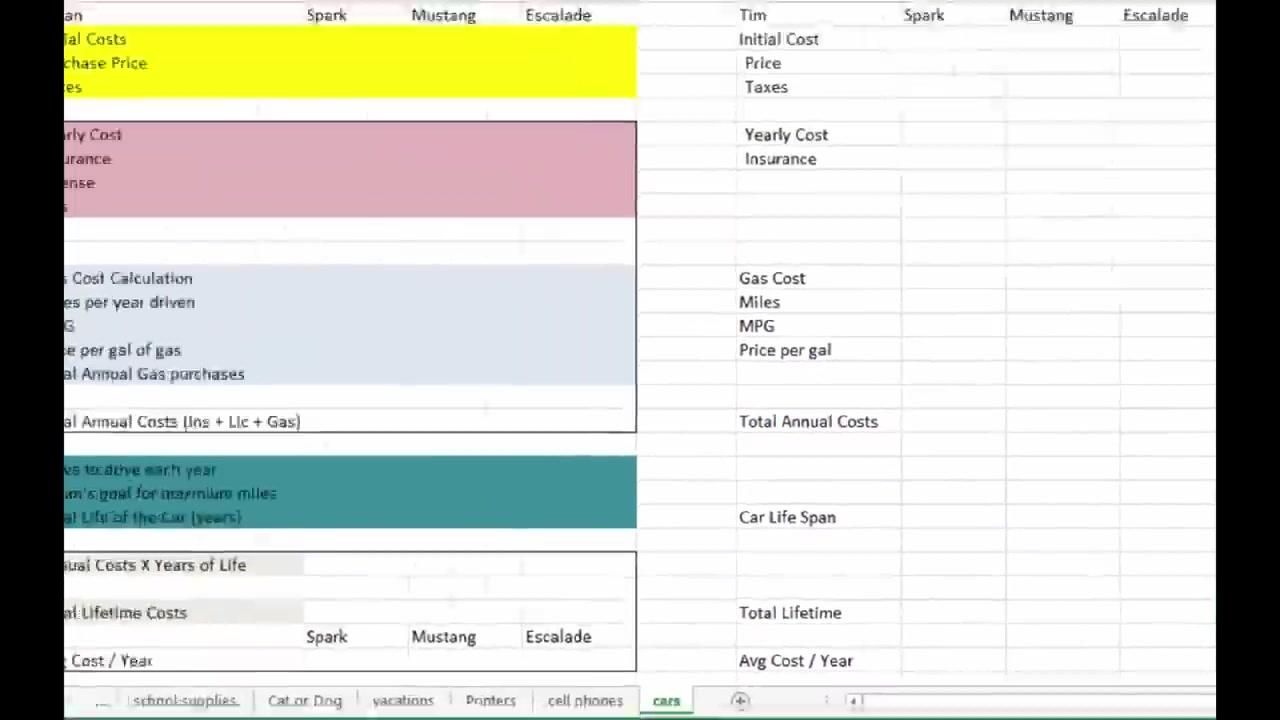 an Spark Mustang Escalade Tim Spark Mustang Escalade
ial Costs Initial Cost
chase Price Price
es Taxes
rly Cost Yearly Cost
urance Insurance
ense
s
s Cost Calculation Gas Cost
es per year driven Miles
G MPG
e per gal of gas Price per gal
al Annual Gas purchases
al Annual Costs (Ins + Lic + Gas) Total Annual Costs
es to drive each year
am's goal for maxmium miles
al Life of the Car (years) Car Life Span
ual Costs X Years of Life
al Lifetime Costs Total Lifetime
Spark Mustang Escalade
g Cost / Year Avg Cost / Year
... school supplies Cat or Dog vacations Printers cell phones cars